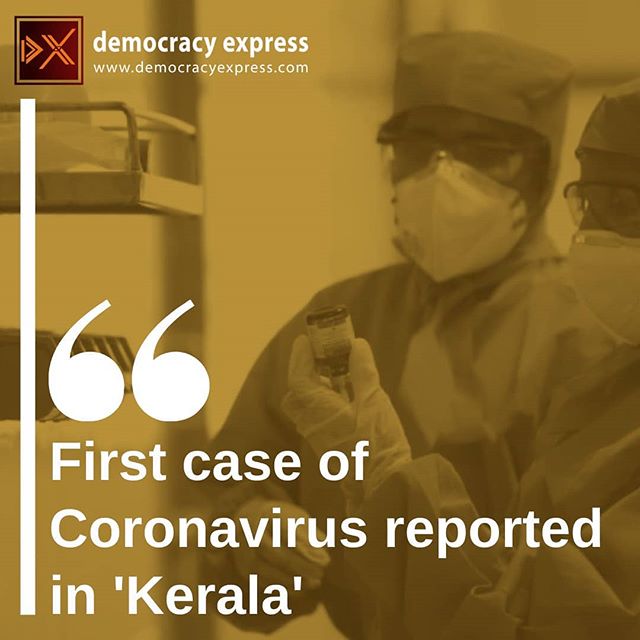 democracy express
www.democracyexpress.com
“
First case of
Coronavirus reported
in 'Kerala'